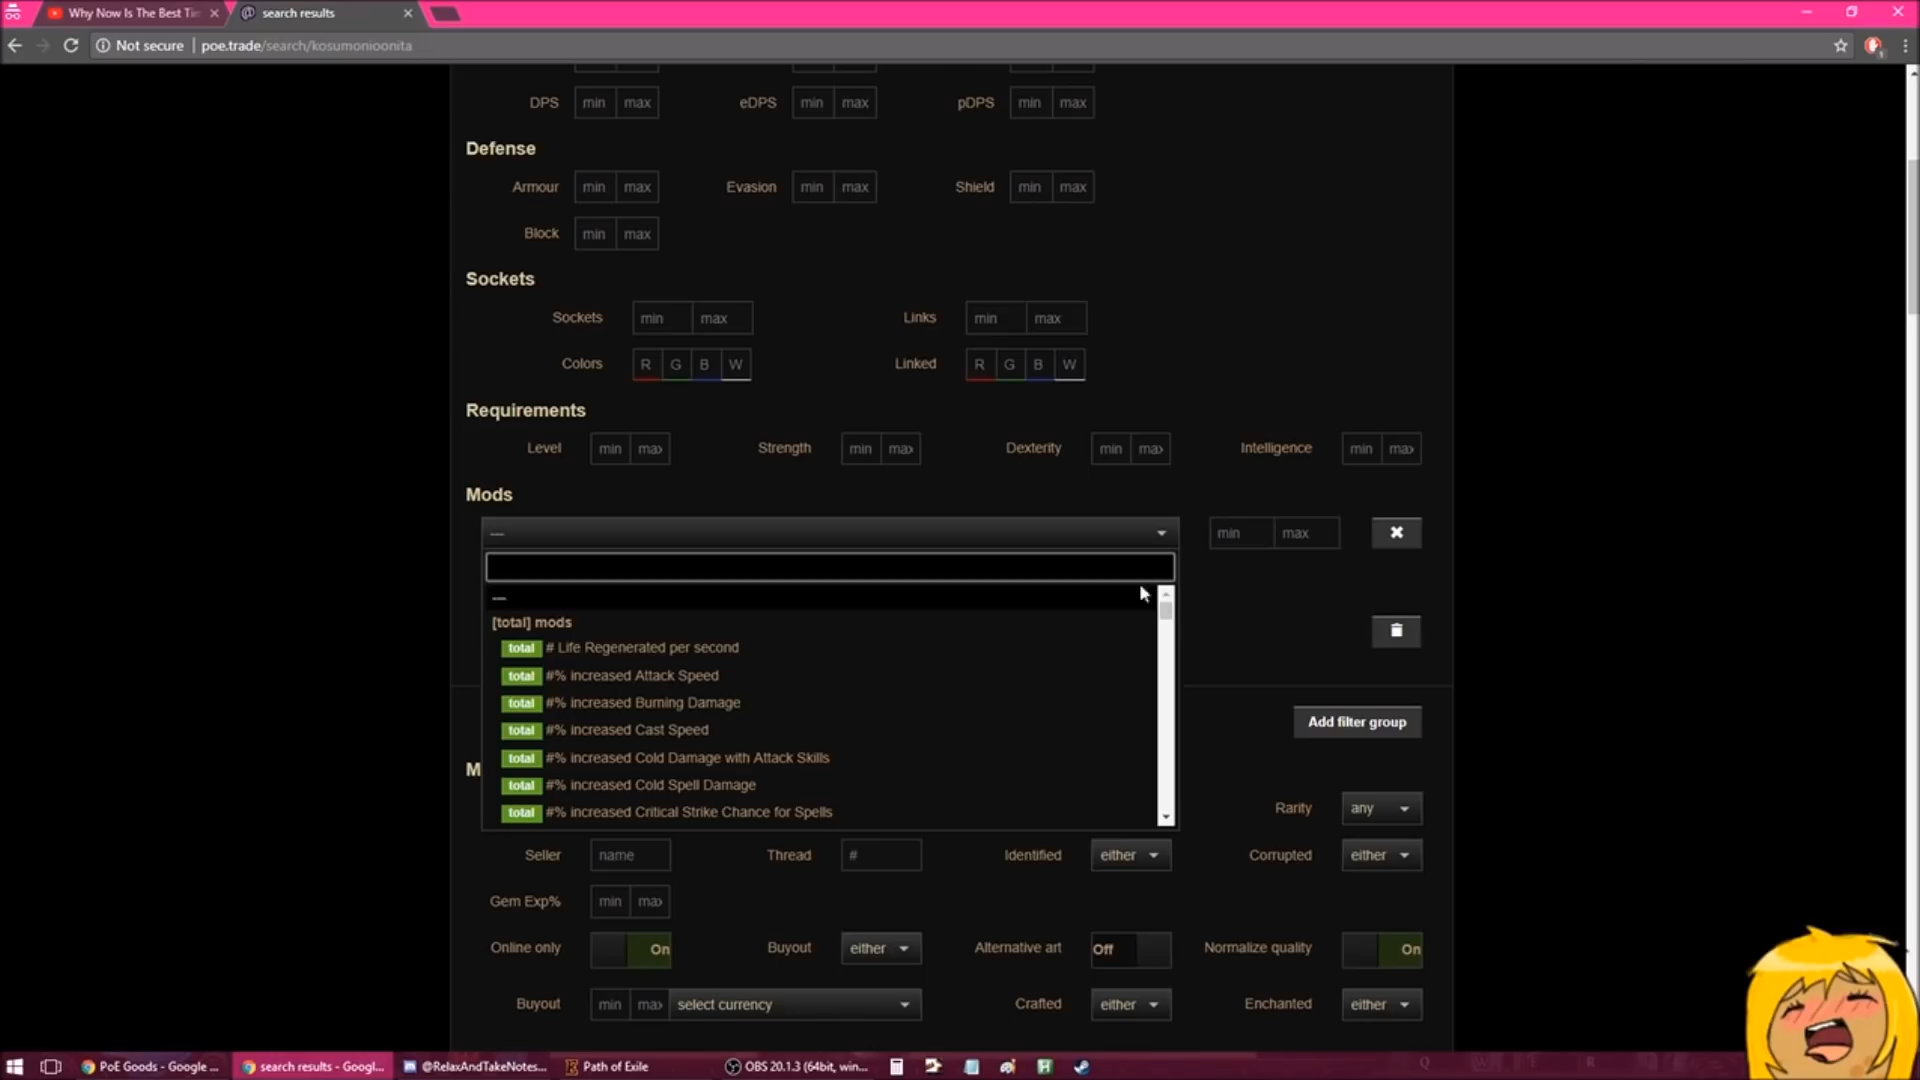 Why Now Is The Best Tim
search results
Not secure | poe.trade/search/kosumonioonita
DPS min max eDPS min max pDPS min max
Defense
Armour min max Evasion min max Shield min max
Block min max
Sockets
Sockets min max Links min max
Colors R G B W Linked R G B W
Requirements
Level min max Strength min max Dexterity min max Intelligence min max
Mods
---
min max
---
[total] mods
total # Life Regenerated per second
total #% increased Attack Speed
total #% increased Burning Damage
Add filter group
total #% increased Cast Speed
total #% increased Cold Damage with Attack Skills
M
total #% increased Cold Spell Damage
total #% increased Critical Strike Chance for Spells
Rarity any
Seller name Thread # Identified either Corrupted either
Gem Exp% min max
Online only On Buyout either Alternative art Off Normalize quality On
Buyout min max select currency Crafted either Enchanted either
PoE Goods - Google ... search results - Googl... @RelaxAndTakeNotes... Path of Exile OBS 20.1.3 (64bit, win...